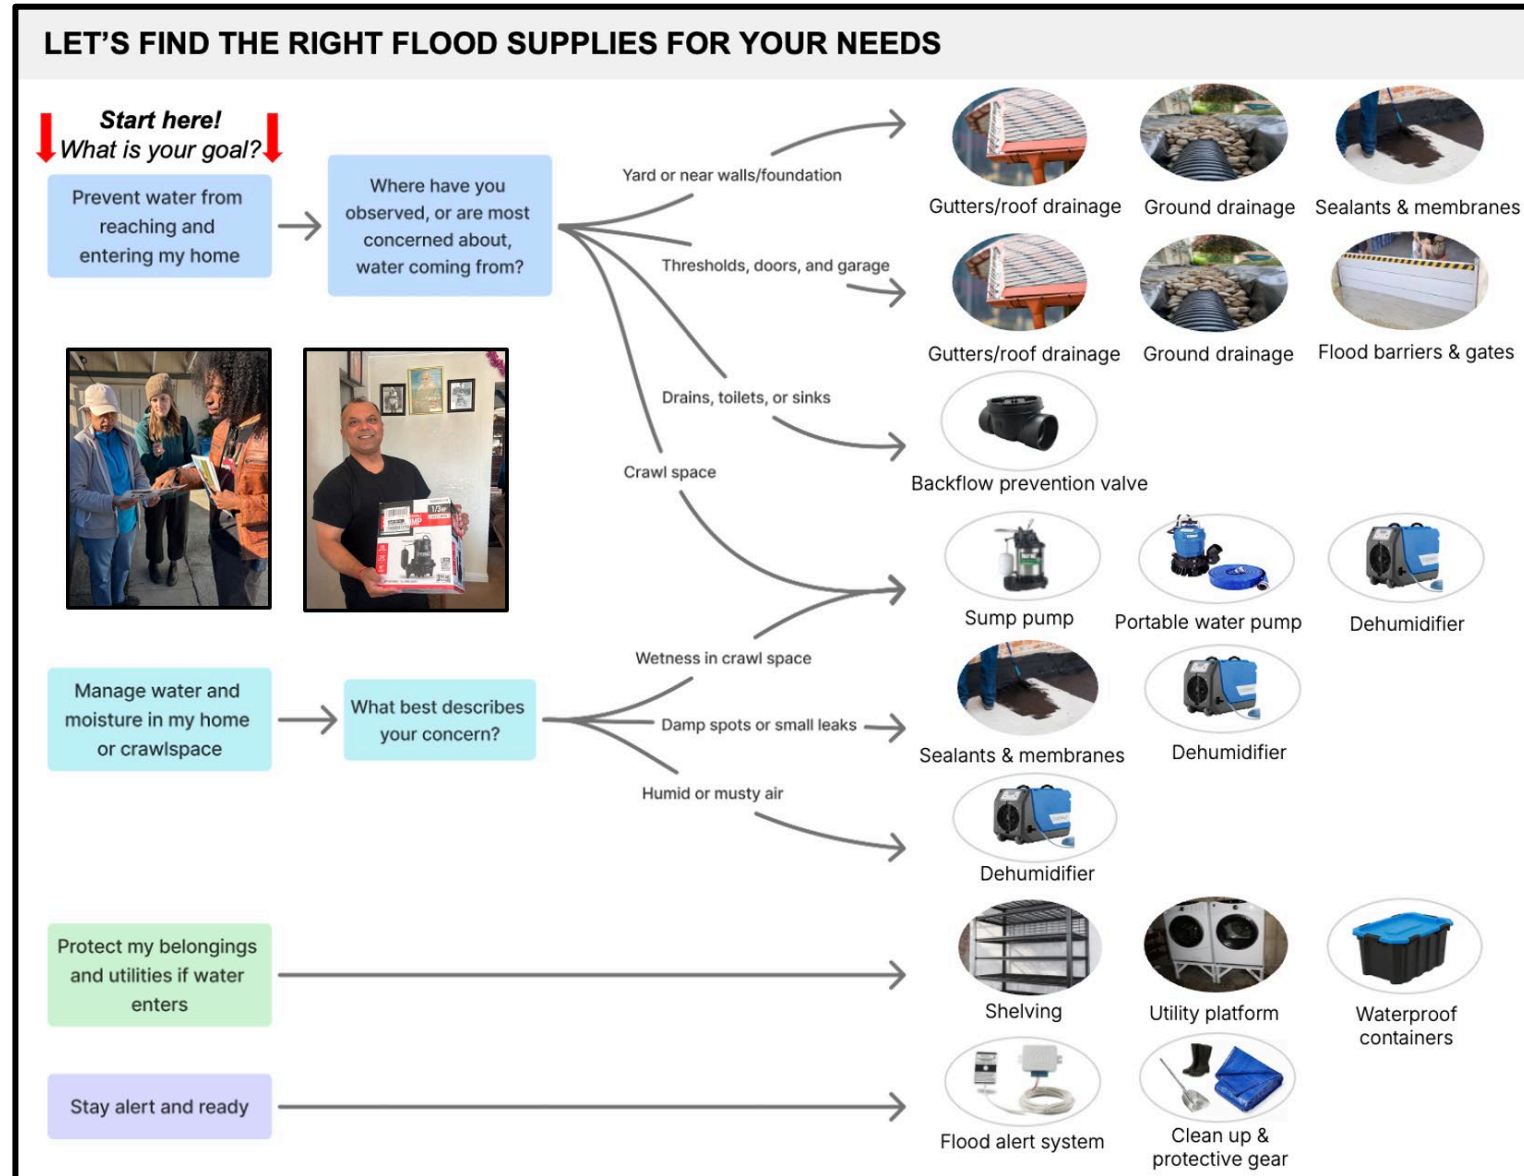 LET’S FIND THE RIGHT FLOOD SUPPLIES FOR YOUR NEEDS
Start here!
What is your goal?
Prevent water from
reaching and
entering my home
Where have you
observed, or are most
concerned about,
water coming from?
Yard or near walls/foundation
Gutters/roof drainage
Ground drainage
Sealants & membranes
Thresholds, doors, and garage
Gutters/roof drainage
Ground drainage
Flood barriers & gates
Drains, toilets, or sinks
Backflow prevention valve
Crawl space
Sump pump
Portable water pump
Dehumidifier
1/3 HP
Manage water and
moisture in my home
or crawlspace
What best describes
your concern?
Wetness in crawl space
Damp spots or small leaks
Sealants & membranes
Dehumidifier
Humid or musty air
Dehumidifier
Protect my belongings
and utilities if water
enters
Shelving
Utility platform
Waterproof
containers
Stay alert and ready
Flood alert system
Clean up &
protective gear